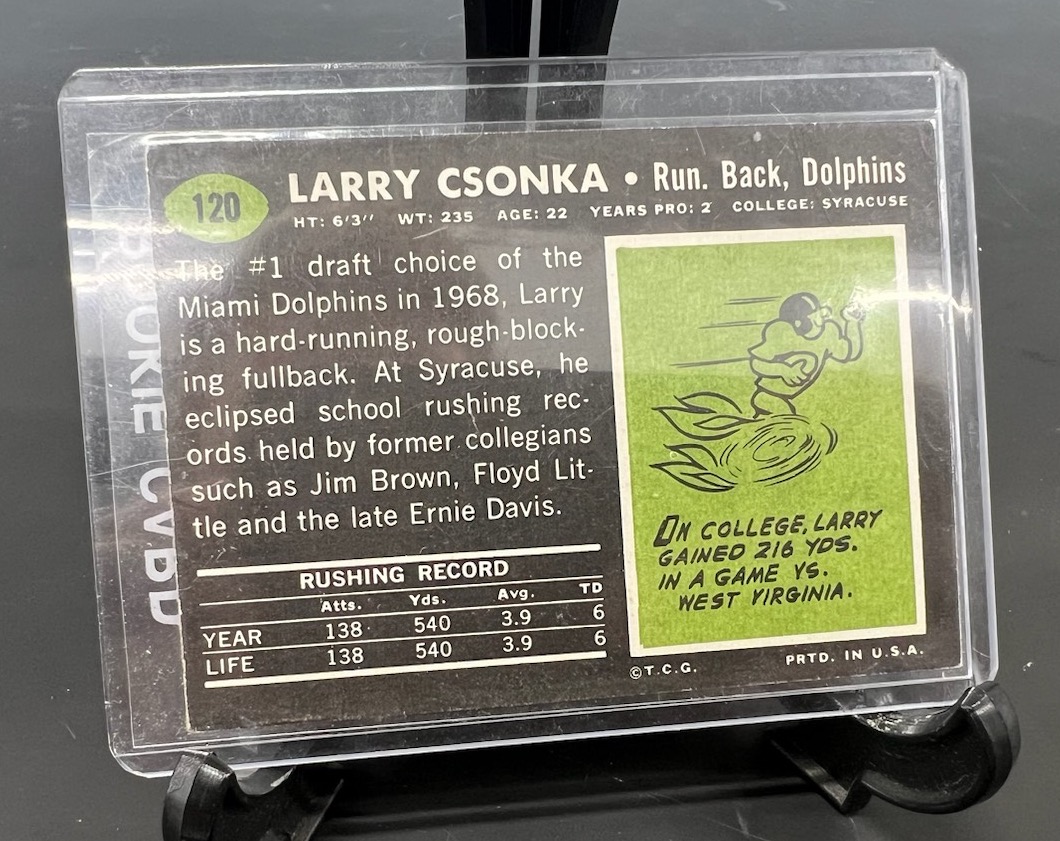 120
LARRY CSONKA • Run. Back, Dolphins
HT: 6'3" WT: 235 AGE: 22 YEARS PRO: 2 COLLEGE: SYRACUSE
The #1 draft choice of the
Miami Dolphins in 1968, Larry
is a hard-running, rough-block-
ing fullback. At Syracuse, he
eclipsed school rushing rec-
ords held by former collegians
such as Jim Brown, Floyd Lit-
tle and the late Ernie Davis.
RUSHING RECORD
Atts. Yds. Avg. TD
YEAR 138 540 3.9 6
LIFE 138 540 3.9 6
IN COLLEGE, LARRY
GAINED 216 YDS.
IN A GAME VS.
WEST VIRGINIA.
©T.C.G. PRTD. IN U.S.A.
ROOKIE CARD